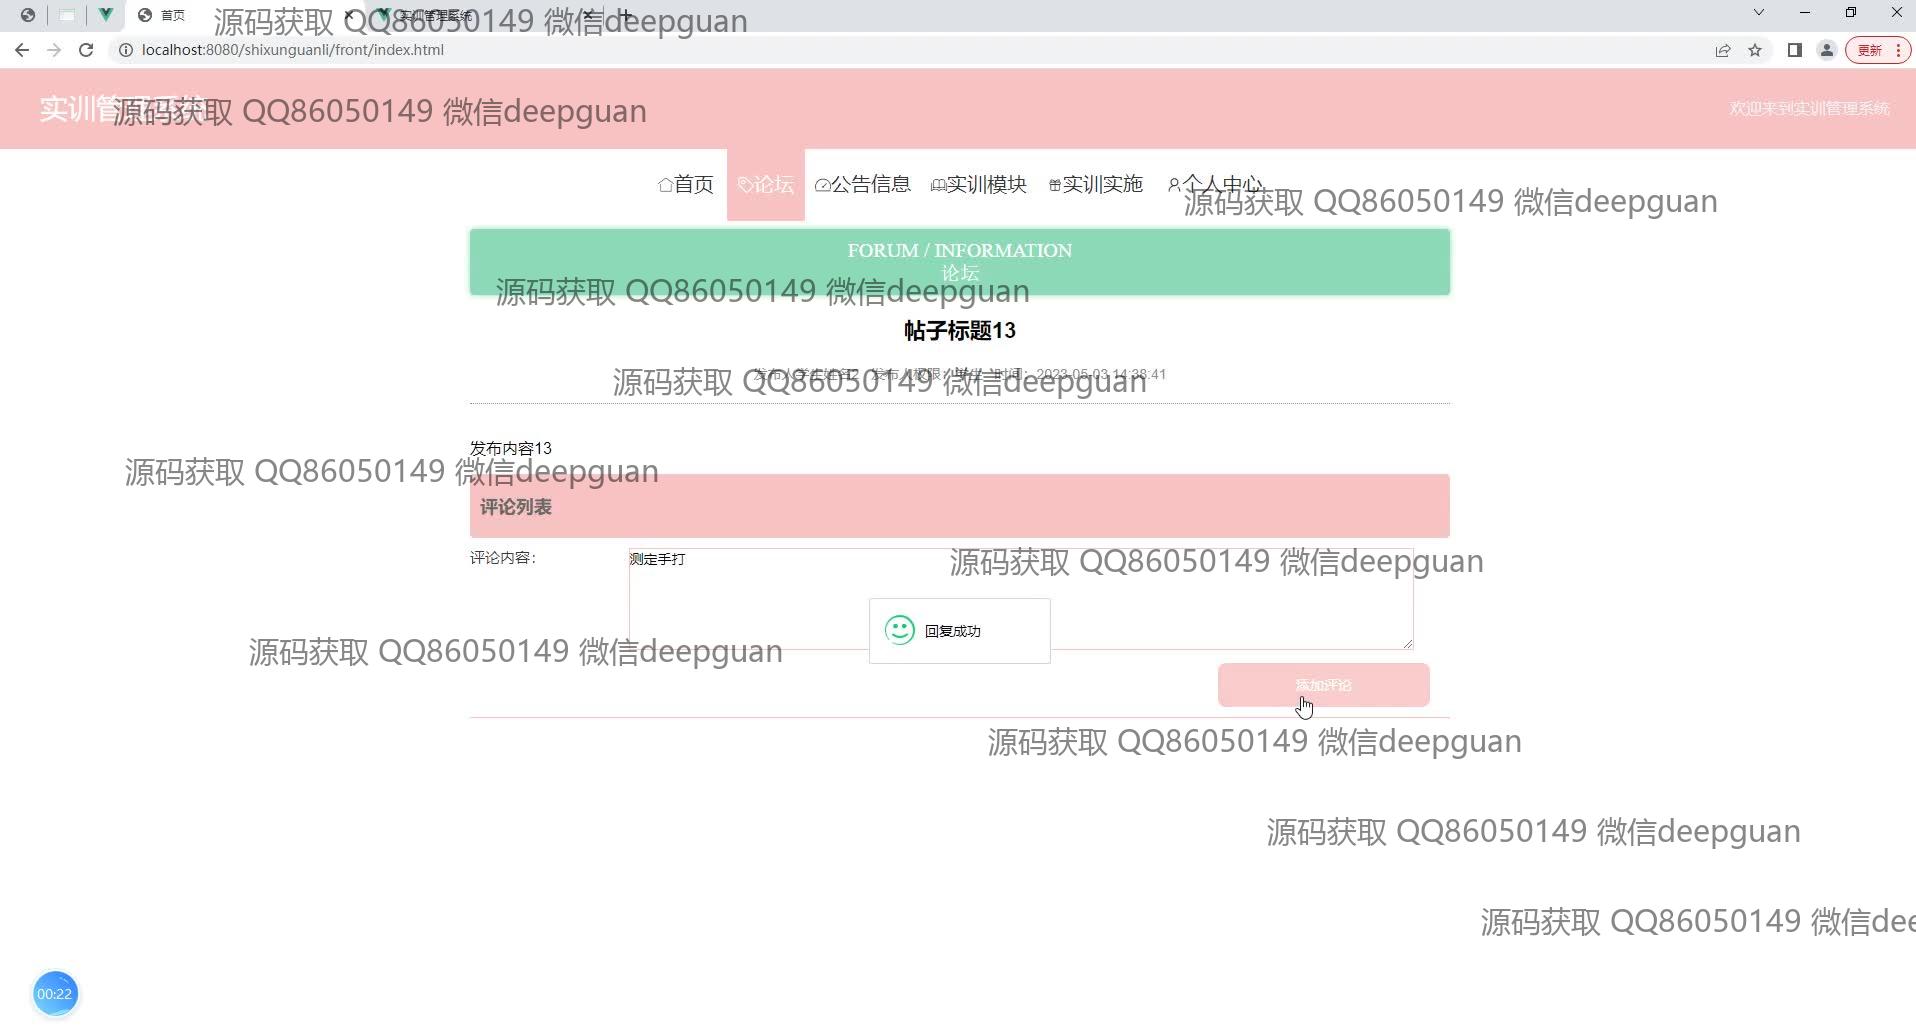 首页
实训管理系统
源码获取 QQ86050149 微信deepguan
localhost:8080/shixunguanli/front/index.html
更新
实训管理系统
源码获取 QQ86050149 微信deepguan
欢迎来到实训管理系统
首页
论坛
公告信息
实训模块
实训实施
个人中心
源码获取 QQ86050149 微信deepguan
FORUM / INFORMATION
论坛
源码获取 QQ86050149 微信deepguan
帖子标题13
发布人学生姓名2 发布人权限：学生 时间：2023-05-03 14:38:41
源码获取 QQ86050149 微信deepguan
发布内容13
源码获取 QQ86050149 微信deepguan
评论列表
评论内容：
测定手打
源码获取 QQ86050149 微信deepguan
回复成功
源码获取 QQ86050149 微信deepguan
添加评论
源码获取 QQ86050149 微信deepguan
源码获取 QQ86050149 微信deepguan
源码获取 QQ86050149 微信dee
00:22